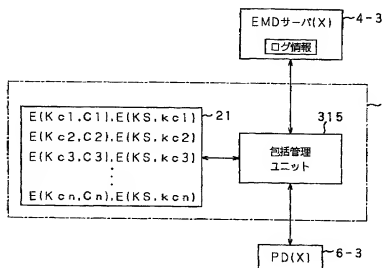 EMDサーバ(X)
4-3
ログ情報
E(Kc1,C1),E(KS,kc1)
21
E(Kc2,C2),E(KS,kc2)
E(Kc3,C3),E(KS,kc3)
E(Kcn,Cn),E(KS,kcn)
315
包括管理
ユニット
PD(X)
6-3